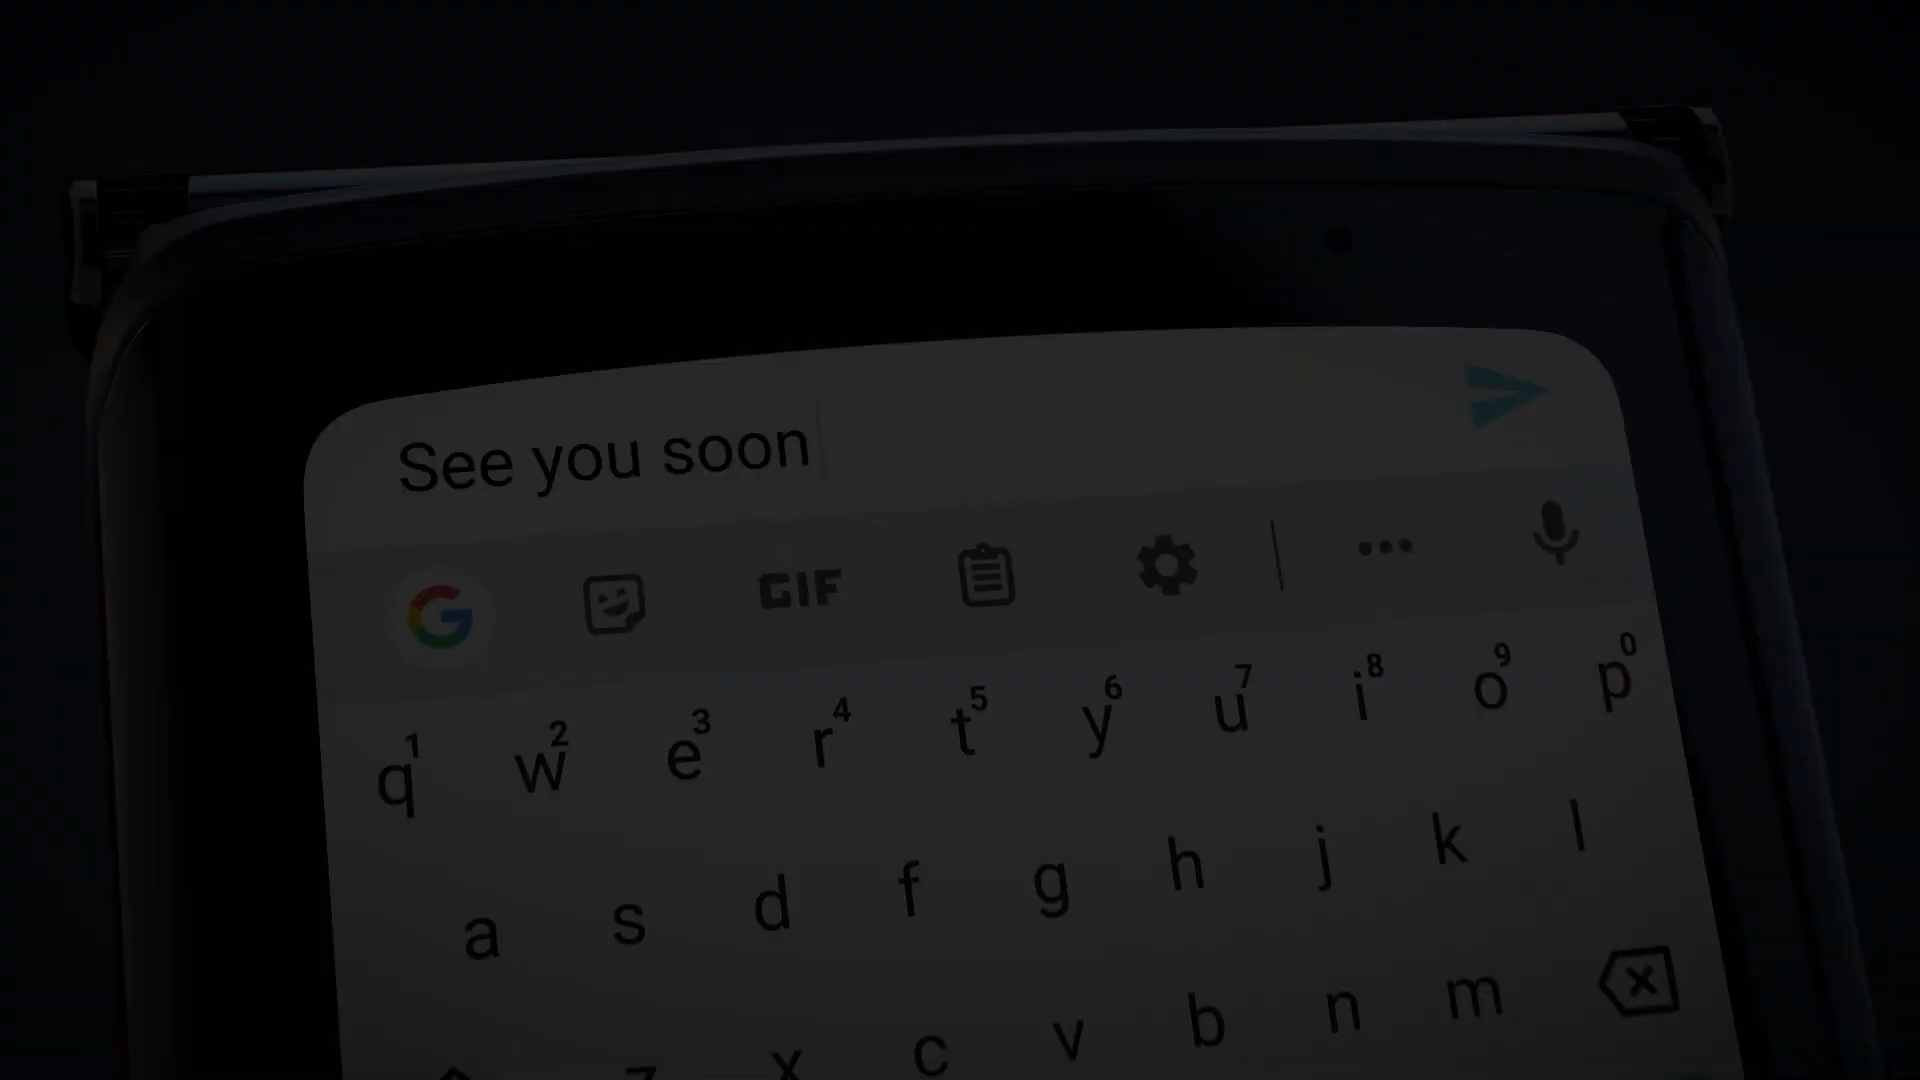 See you soon
G GIF
q1 w2 e3 r4 t5 y6 u7 i8 o9 p0
a s d f g h j k l
z x c v b n m